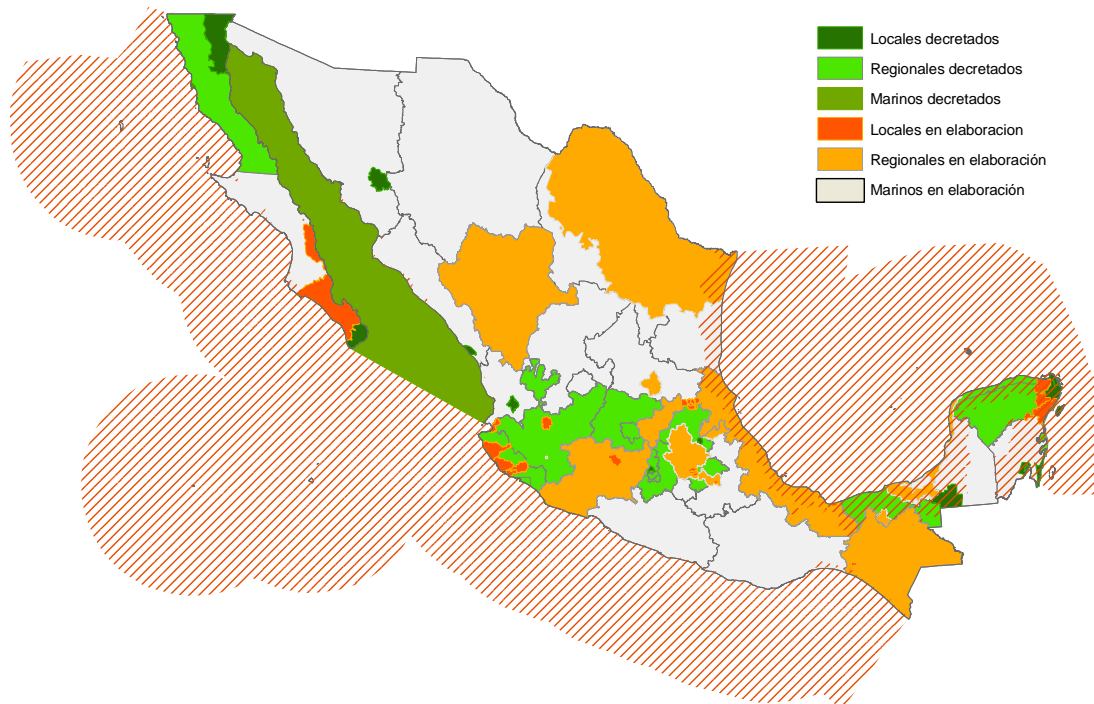 Locales decretados
Regionales decretados
Marinos decretados
Locales en elaboracion
Regionales en elaboración
Marinos en elaboración